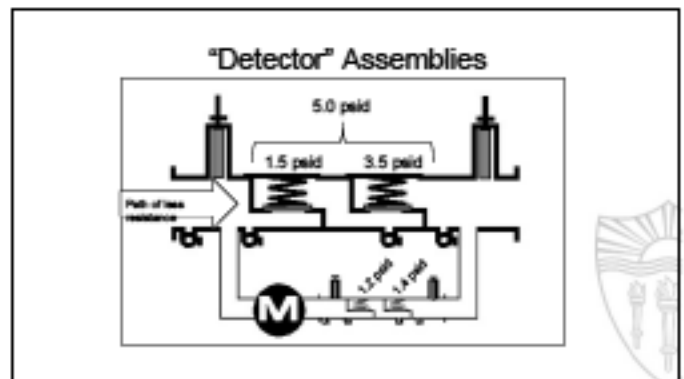 "Detector" Assemblies
5.0 psid
1.5 psid 3.5 psid
Path of less
resistance
1.2 psid 1.4 psid
M